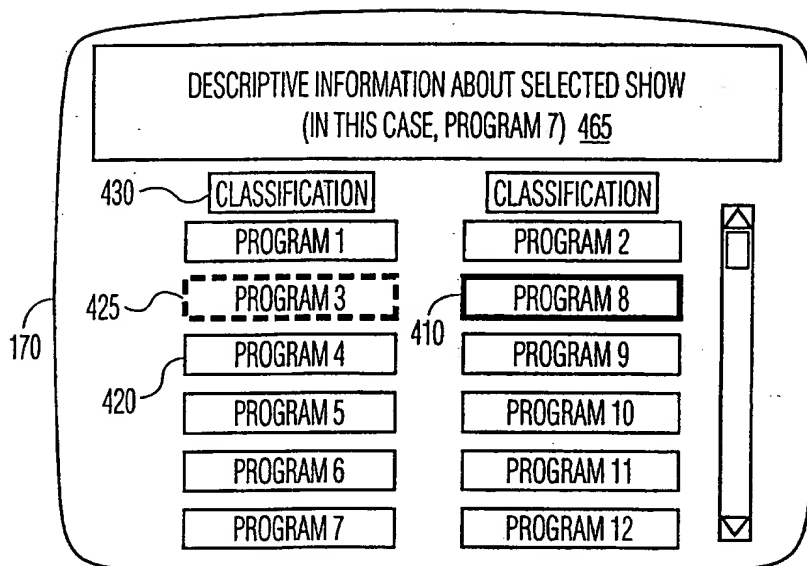 DESCRIPTIVE INFORMATION ABOUT SELECTED SHOW
(IN THIS CASE, PROGRAM 7) 465
430
CLASSIFICATION
CLASSIFICATION
PROGRAM 1
PROGRAM 2
425
PROGRAM 3
410
PROGRAM 8
170
420
PROGRAM 4
PROGRAM 9
PROGRAM 5
PROGRAM 10
PROGRAM 6
PROGRAM 11
PROGRAM 7
PROGRAM 12